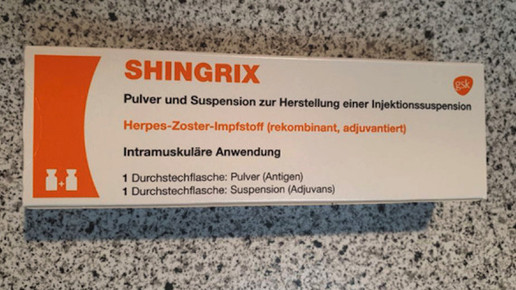 SHINGRIX
gsk
Pulver und Suspension zur Herstellung einer Injektionssuspension
Herpes-Zoster-Impfstoff (rekombinant, adjuvantiert)
Intramuskuläre Anwendung
1 Durchstechflasche: Pulver (Antigen)
1 Durchstechflasche: Suspension (Adjuvans)